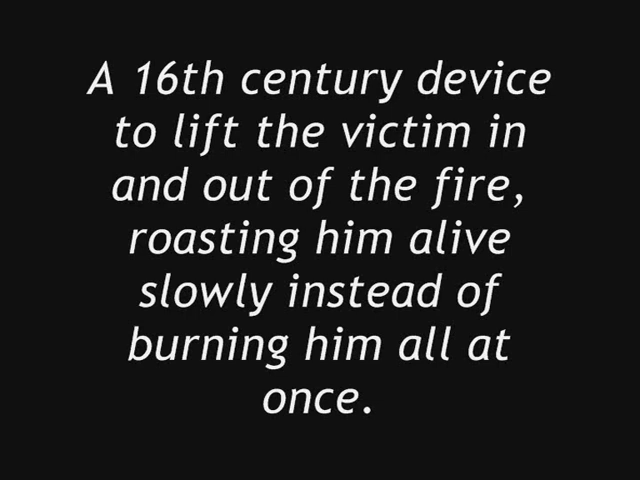 A 16th century device
to lift the victim in
and out of the fire,
roasting him alive
slowly instead of
burning him all at
once.